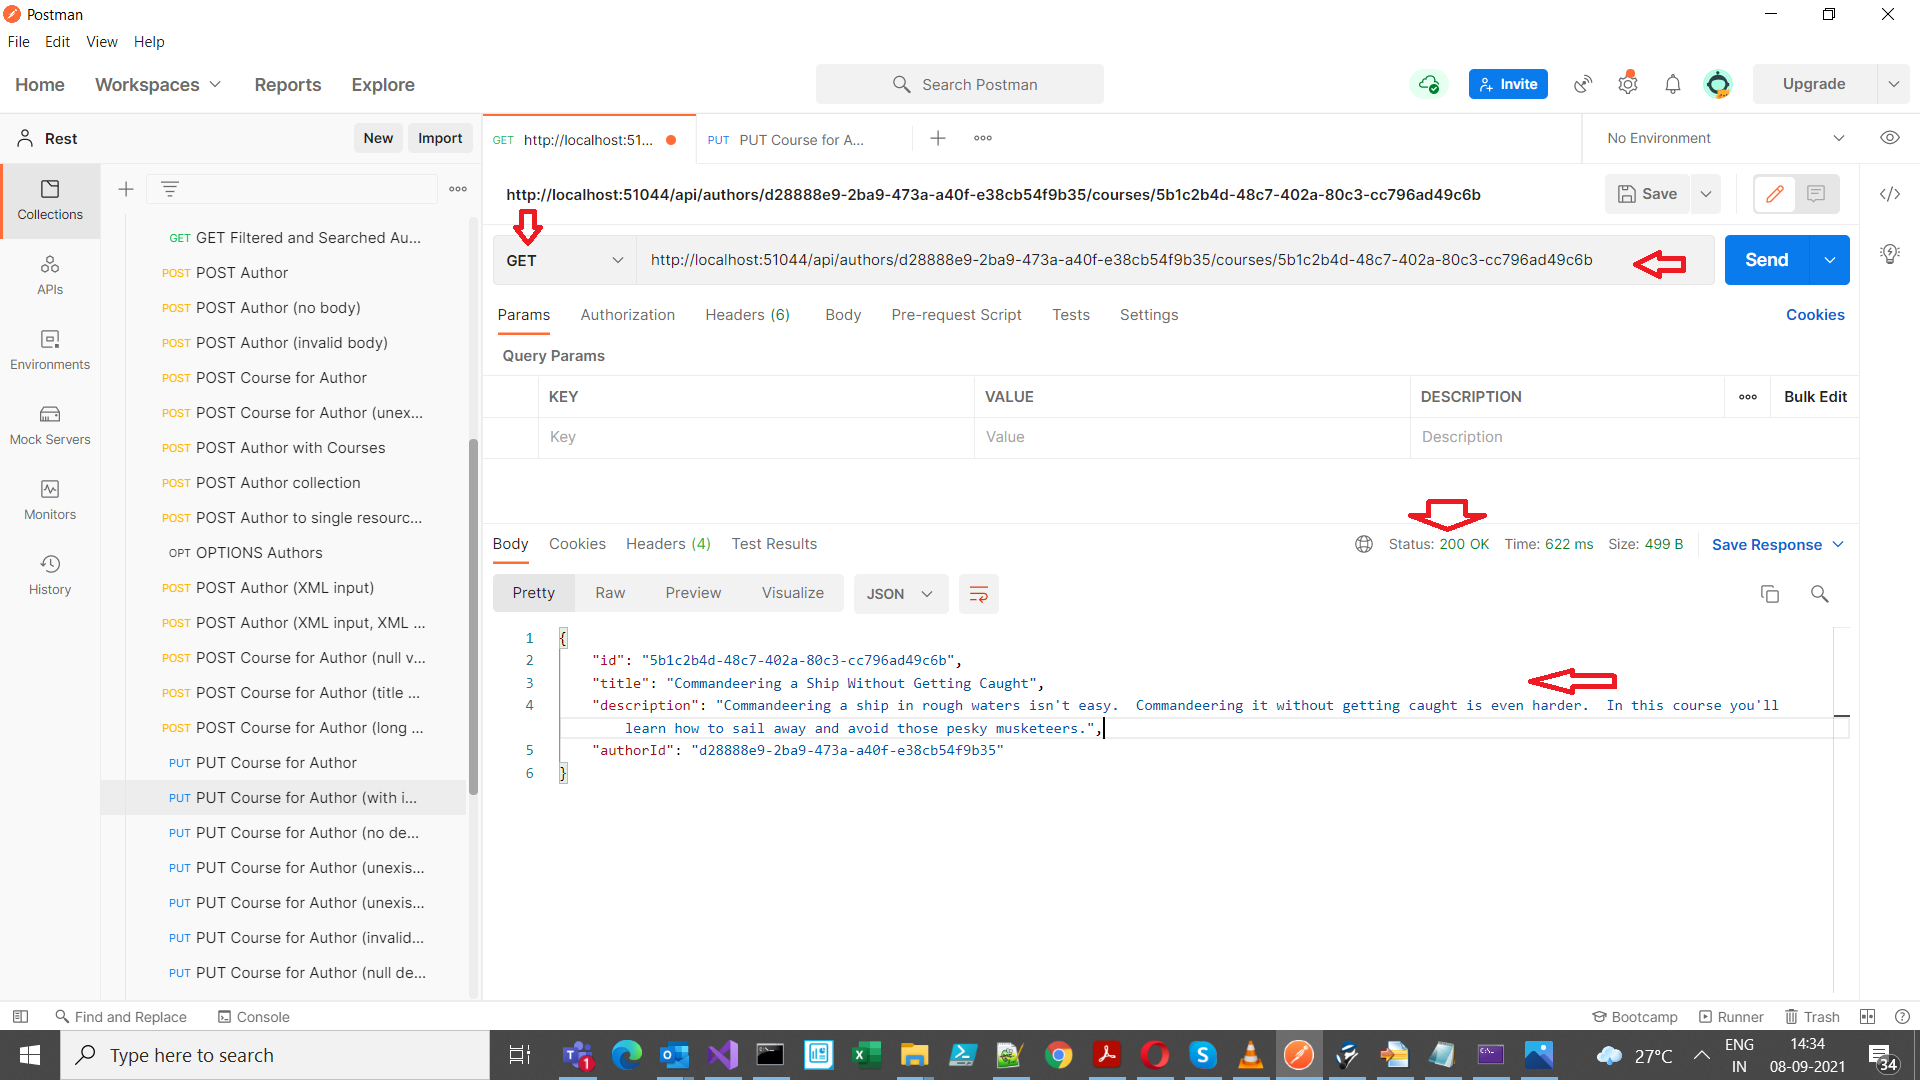 Postman
File Edit View Help
Home Workspaces Reports Explore Search Postman Invite Upgrade
Rest New Import
GET http://localhost:51... PUT PUT Course for A... No Environment
http://localhost:51044/api/authors/d28888e9-2ba9-473a-a40f-e38cb54f9b35/courses/5b1c2b4d-48c7-402a-80c3-cc796ad49c6b Save
GET http://localhost:51044/api/authors/d28888e9-2ba9-473a-a40f-e38cb54f9b35/courses/5b1c2b4d-48c7-402a-80c3-cc796ad49c6b Send
Params Authorization Headers (6) Body Pre-request Script Tests Settings Cookies
Query Params
KEY VALUE DESCRIPTION Bulk Edit
Key Value Description
Body Cookies Headers (4) Test Results Status: 200 OK Time: 622 ms Size: 499 B Save Response
Pretty Raw Preview Visualize JSON
1 {
2 "id": "5b1c2b4d-48c7-402a-80c3-cc796ad49c6b",
3 "title": "Commandeering a Ship Without Getting Caught",
4 "description": "Commandeering a ship in rough waters isn't easy.  Commandeering it without getting caught is even harder.  In this course you'll
learn how to sail away and avoid those pesky musketeers.",
5 "authorId": "d28888e9-2ba9-473a-a40f-e38cb54f9b35"
6 }
Collections
APIs
Environments
Mock Servers
Monitors
History
GET GET Filtered and Searched Au...
POST POST Author
POST POST Author (no body)
POST POST Author (invalid body)
POST POST Course for Author
POST POST Course for Author (unex...
POST POST Author with Courses
POST POST Author collection
POST POST Author to single resourc...
OPT OPTIONS Authors
POST POST Author (XML input)
POST POST Author (XML input, XML ...
POST POST Course for Author (null v...
POST POST Course for Author (title ...
POST POST Course for Author (long ...
PUT PUT Course for Author
PUT PUT Course for Author (with i...
PUT PUT Course for Author (no de...
PUT PUT Course for Author (unexis...
PUT PUT Course for Author (unexis...
PUT PUT Course for Author (invalid...
PUT PUT Course for Author (null de...
Find and Replace Console Bootcamp Runner Trash
Type here to search 1 27°C ENG 14:34
IN 08-09-2021 34